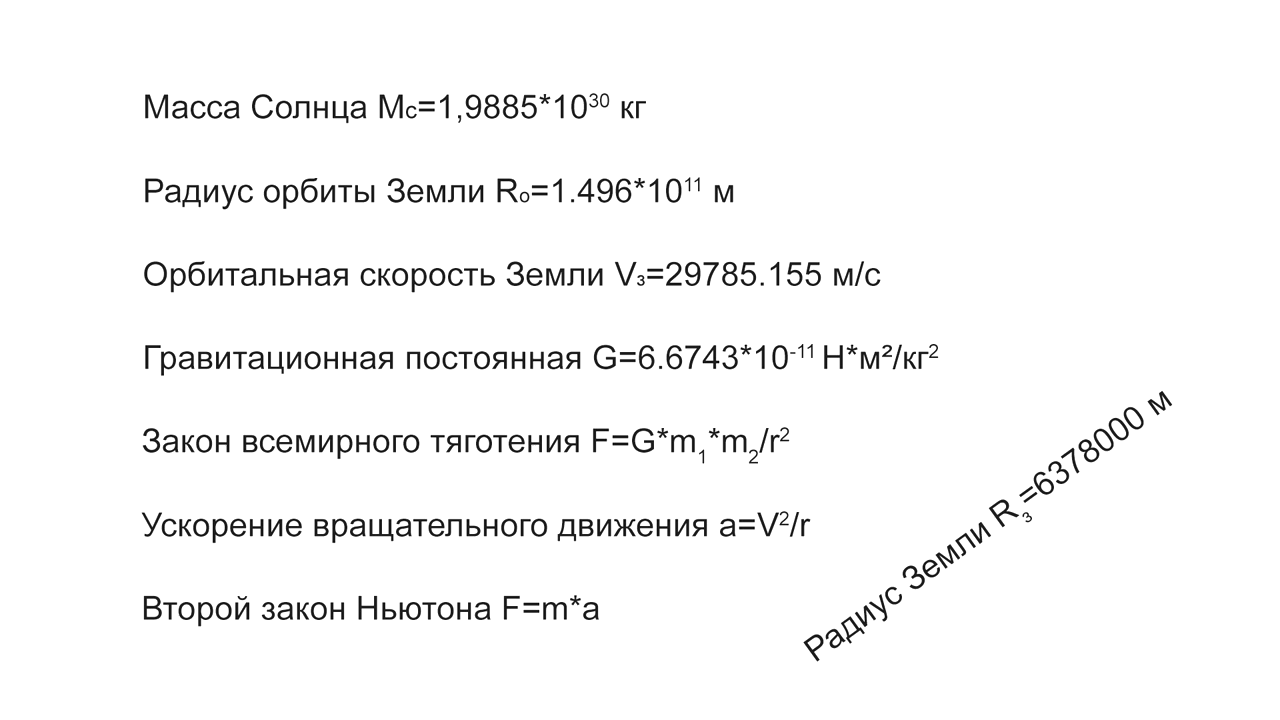 Масса Солнца Mс=1,9885*10³⁰ кг
Радиус орбиты Земли Rо=1.496*10¹¹ м
Орбитальная скорость Земли Vз=29785.155 м/с
Гравитационная постоянная G=6.6743*10⁻¹¹ Н*м²/кг²
Закон всемирного тяготения F=G*m₁*m₂/r²
Ускорение вращательного движения a=V²/r
Второй закон Ньютона F=m*a
Радиус Земли Rз=6378000 м